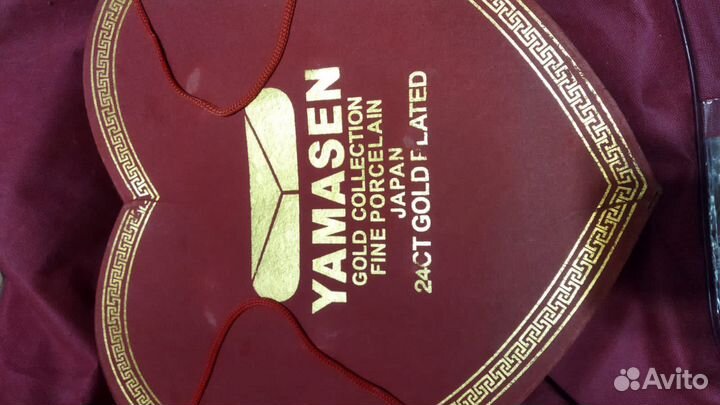 YAMASEN
GOLD COLLECTION
FINE PORCELAIN
JAPAN
24CT GOLD PLATED
Avito